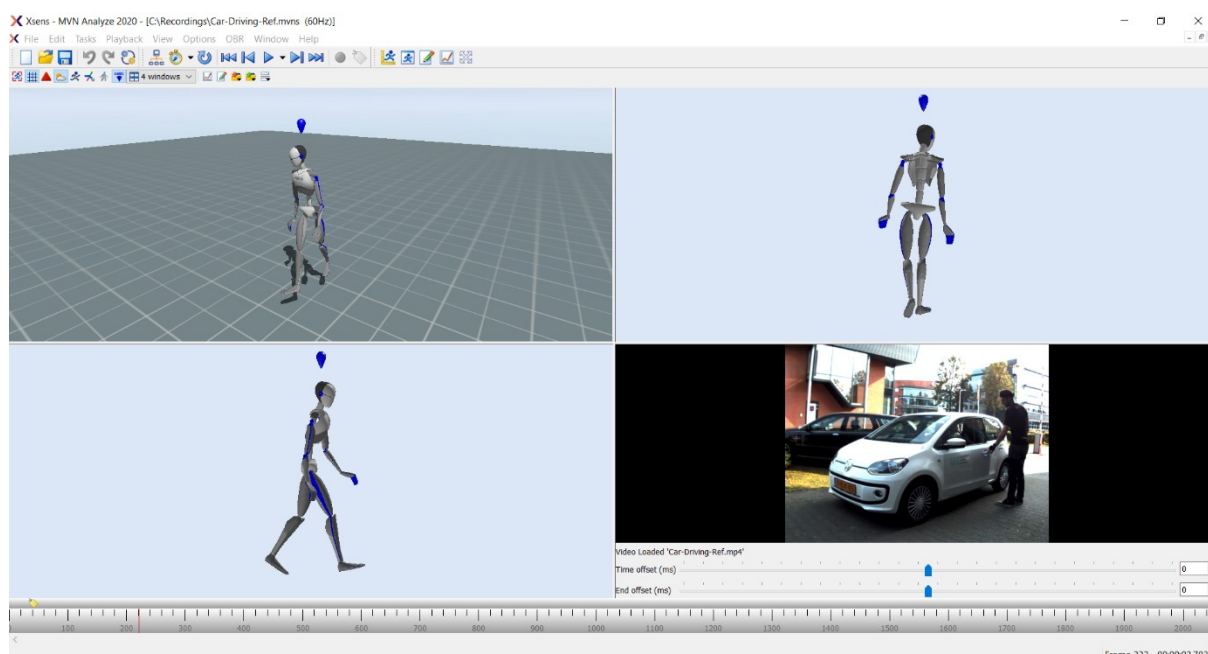 Xsens - MVN Analyze 2020 - [C:\Recordings\Car-Driving-Ref.mvns (60Hz)]
File Edit Tasks Playback View Options OBR Window Help
4 windows
Video Loaded 'Car-Driving-Ref.mp4'
Time offset (ms) 0
End offset (ms) 0
100 200 300 400 500 600 700 800 900 1000 1100 1200 1300 1400 1500 1600 1700 1800 1900 2000